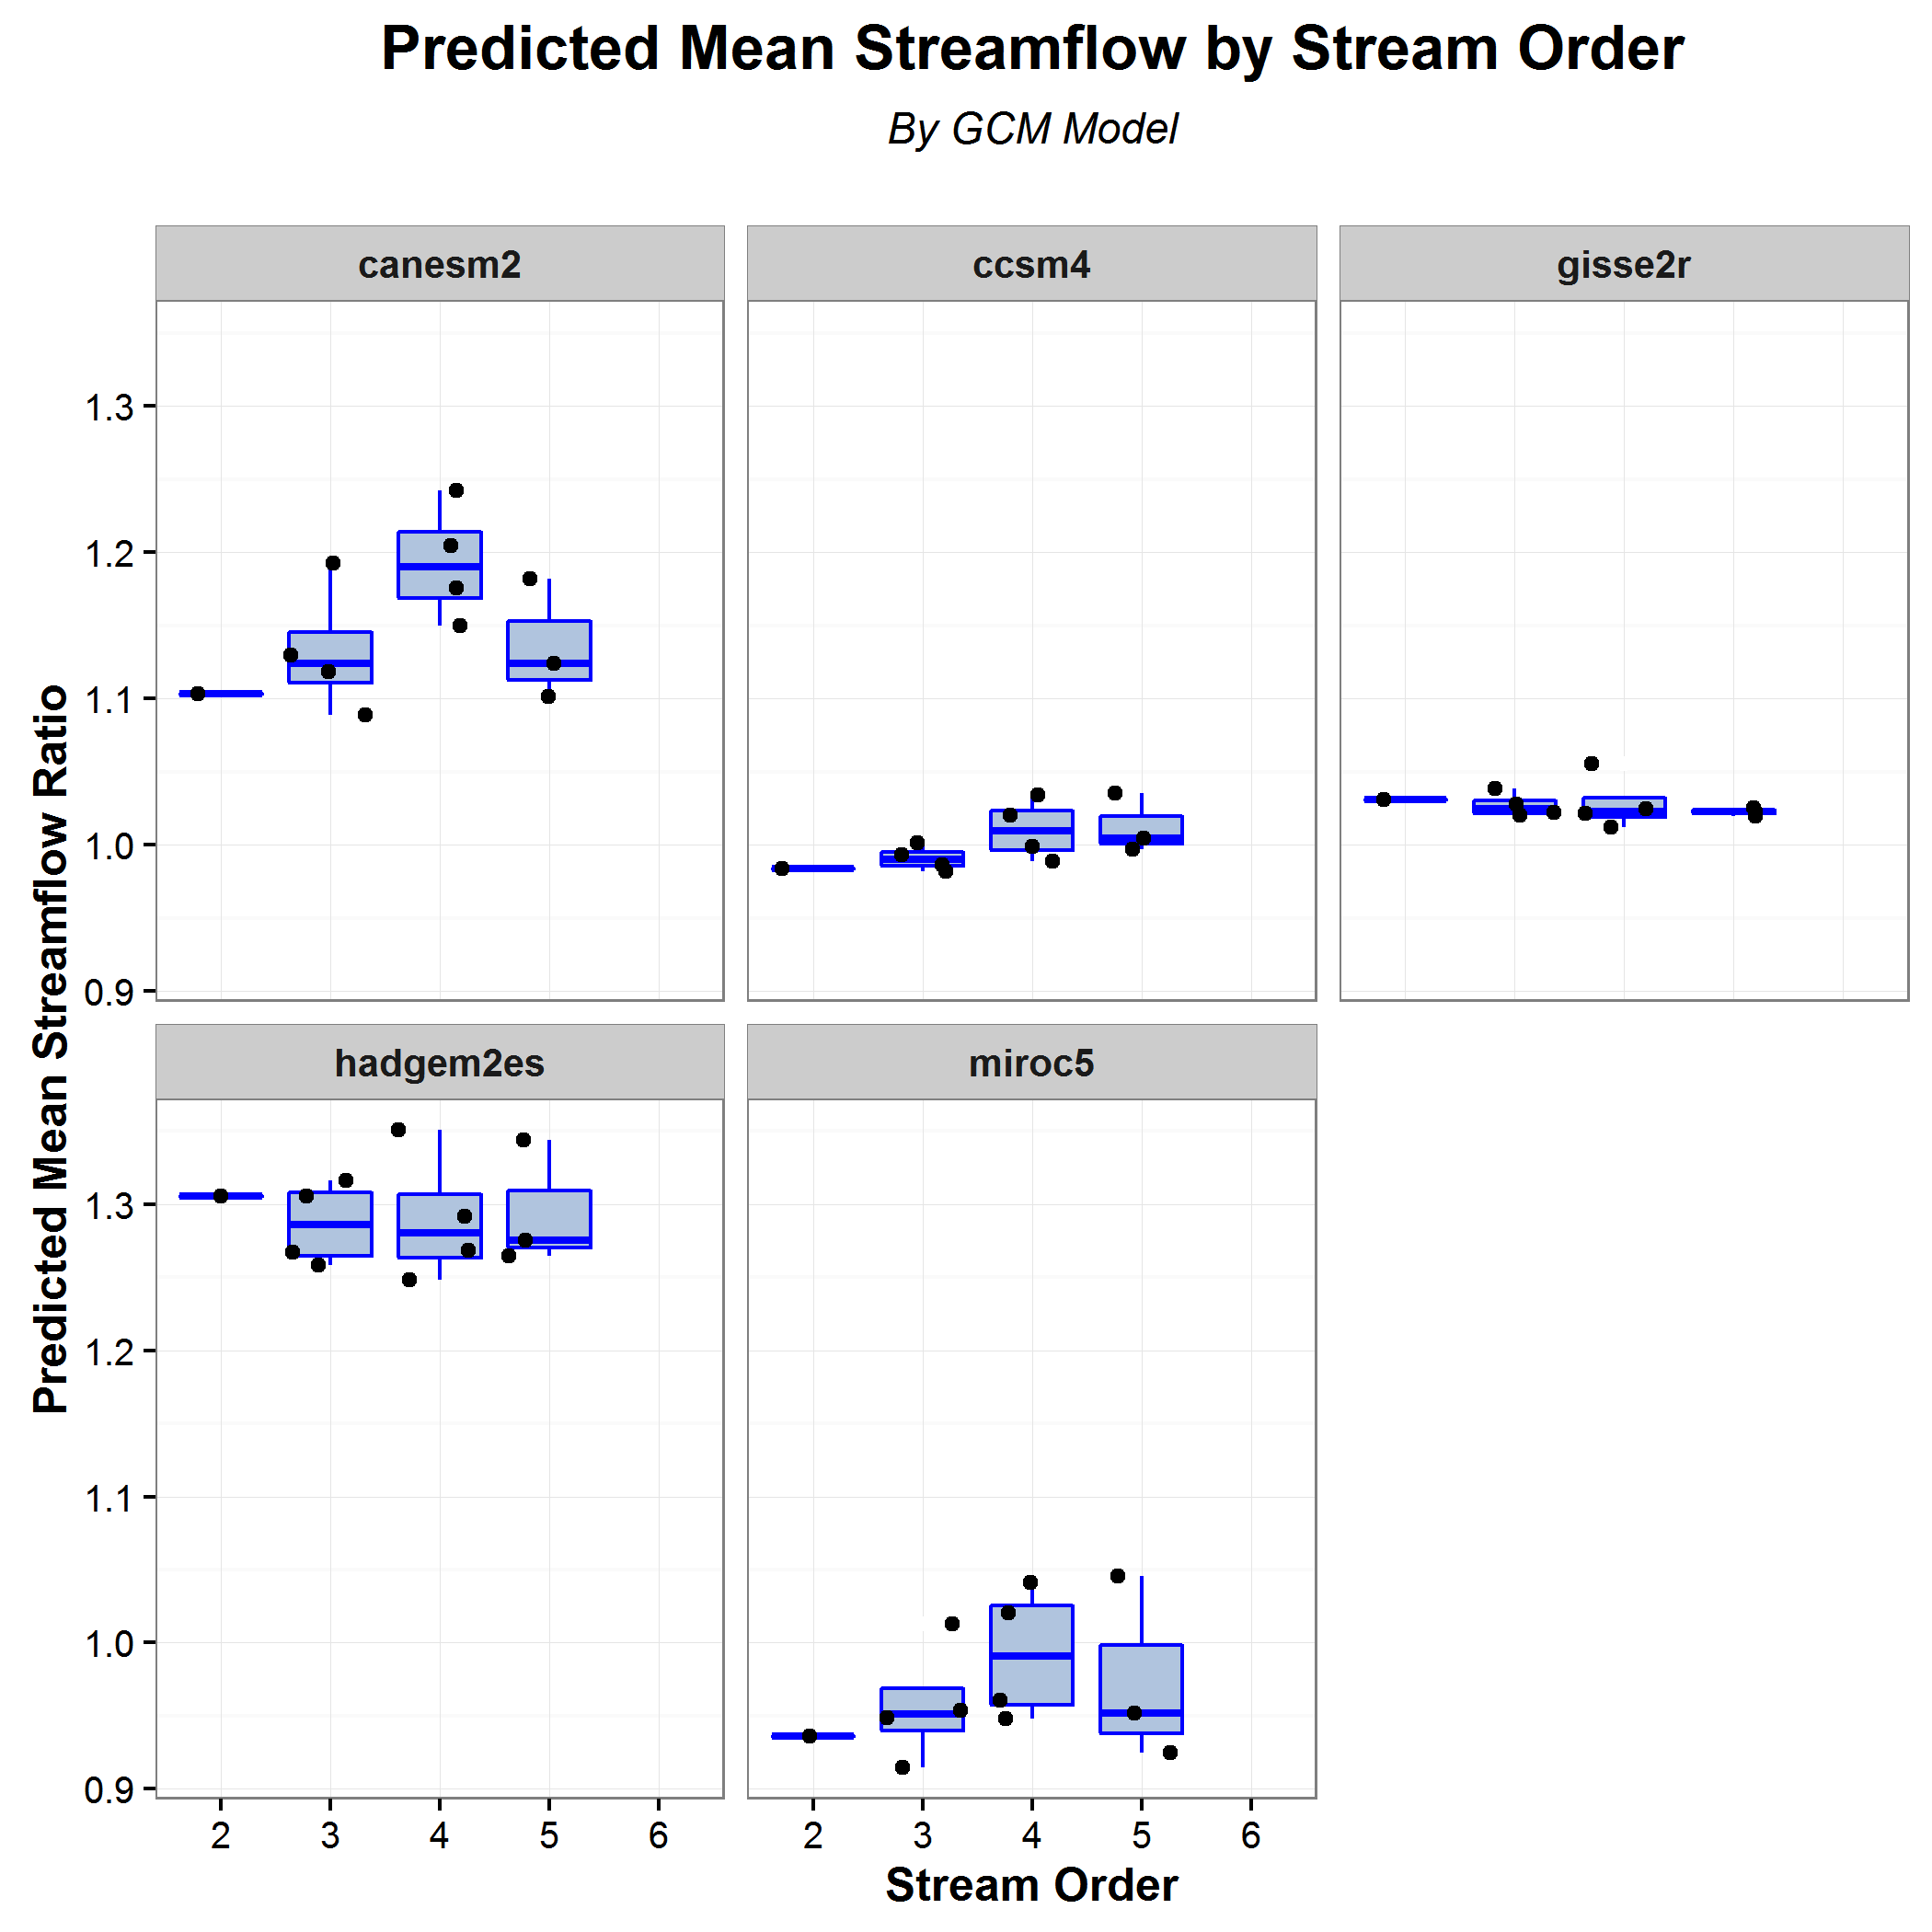 Predicted Mean Streamflow by Stream Order
By GCM Model
canesm2
ccsm4
gisse2r
1.3
1.2
1.1
1.0
0.9
Predicted Mean Streamflow Ratio
hadgem2es
miroc5
1.3
1.2
1.1
1.0
0.9
2 3 4 5 6
2 3 4 5 6
Stream Order